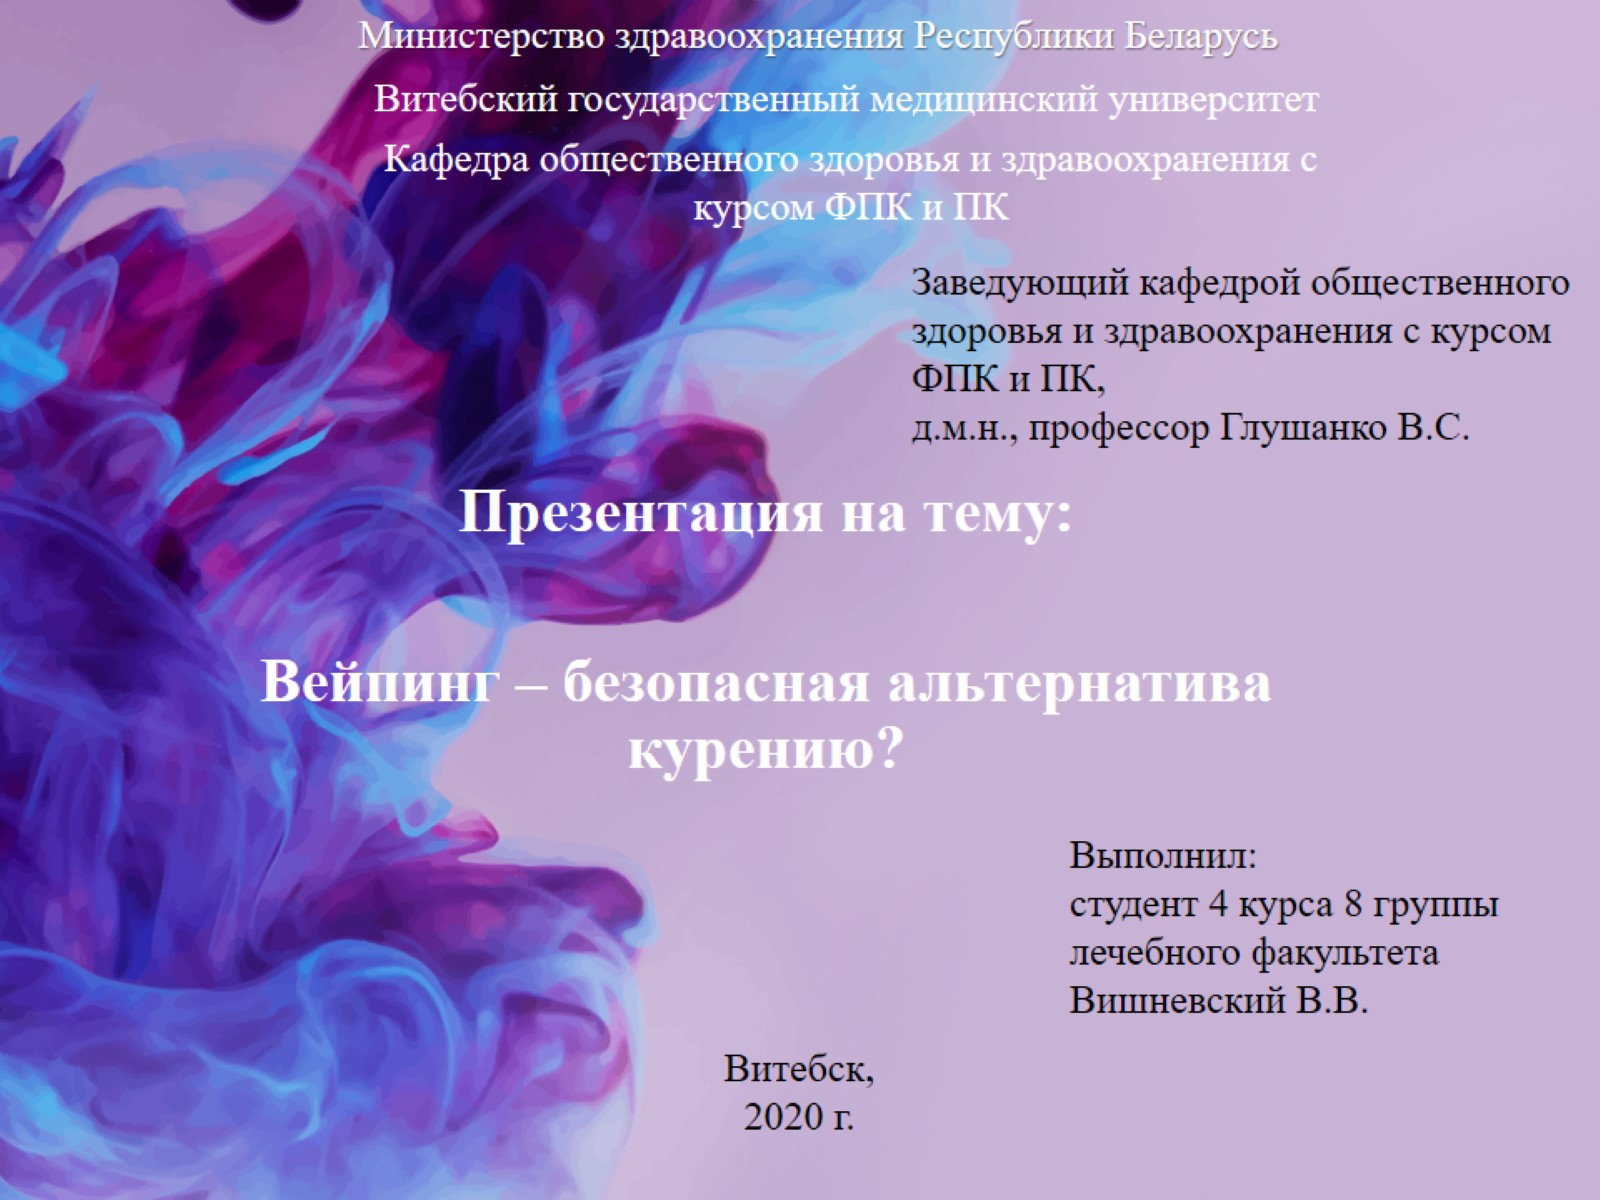 Министерство здравоохранения Республики Беларусь
Витебский государственный медицинский университет
Кафедра общественного здоровья и здравоохранения с
курсом ФПК и ПК
Заведующий кафедрой общественного
здоровья и здравоохранения с курсом
ФПК и ПК,
д.м.н., профессор Глушанко В.С.
Презентация на тему:
Вейпинг – безопасная альтернатива
курению?
Выполнил:
студент 4 курса 8 группы
лечебного факультета
Вишневский В.В.
Витебск,
2020 г.